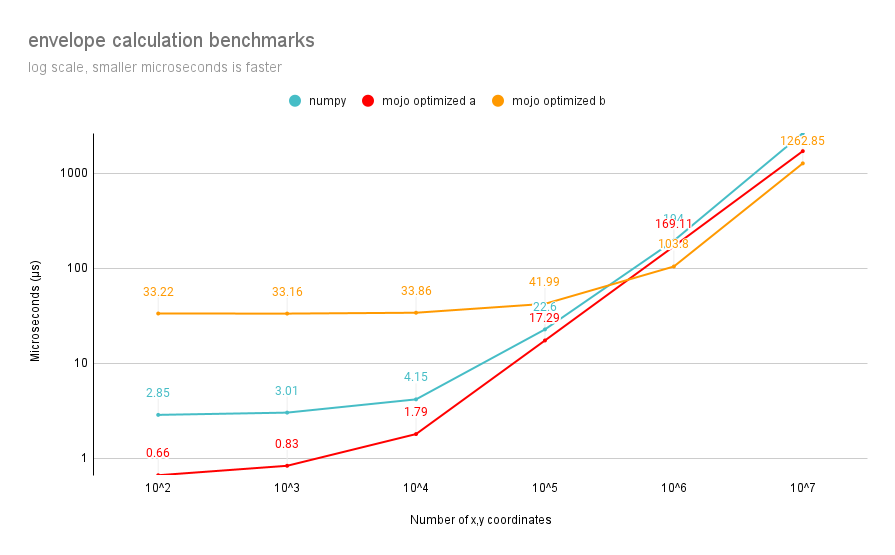 envelope calculation benchmarks
log scale, smaller microseconds is faster
numpy mojo optimized a mojo optimized b
1262.85
1000
169.11
103.8
Microseconds (µs)
100
33.22 33.16 33.86 41.99
22.6
17.29
10
2.85 3.01 4.15
1.79
0.66 0.83
1
10^2 10^3 10^4 10^5 10^6 10^7
Number of x,y coordinates